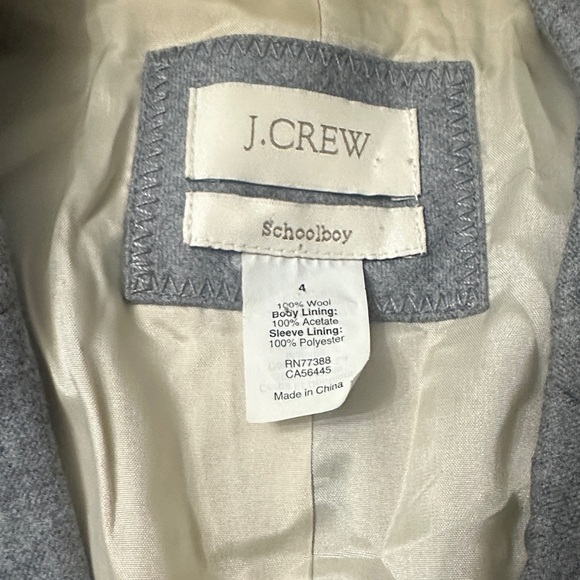 J.CREW
Schoolboy
4
100% Wool
Body Lining:
100% Acetate
Sleeve Lining:
100% Polyester
RN77388
CA56445
Made in China